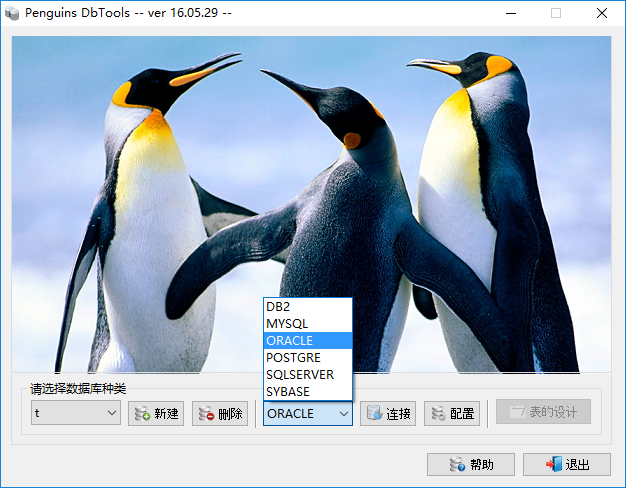 Penguins DbTools -- ver 16.05.29 --
DB2
MYSQL
ORACLE
POSTGRE
SQLSERVER
SYBASE
请选择数据库种类
t 新建 删除 ORACLE 连接 配置 表的设计
帮助 退出